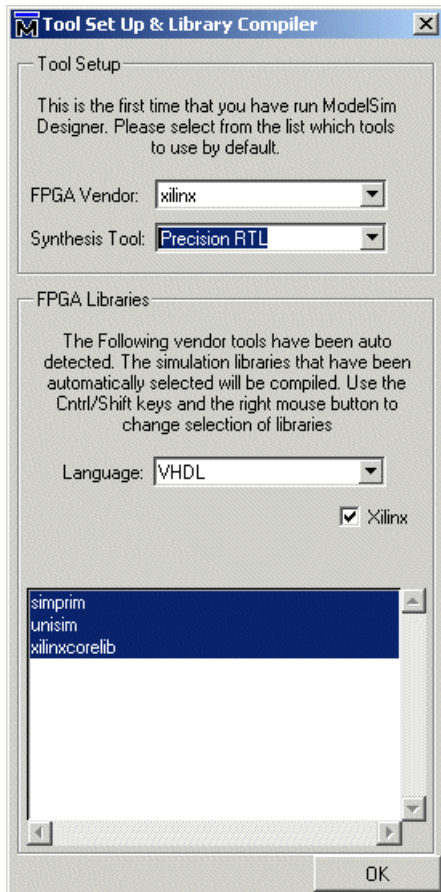 Tool Set Up & Library Compiler
Tool Setup
This is the first time that you have run ModelSim
Designer. Please select from the list which tools
to use by default.
FPGA Vendor: xilinx
Synthesis Tool: Precision RTL
FPGA Libraries
The Following vendor tools have been auto
detected. The simulation libraries that have been
automatically selected will be compiled. Use the
Cntrl/Shift keys and the right mouse button to
change selection of libraries
Language: VHDL
Xilinx
simprim
unisim
xilinxcorelib
OK